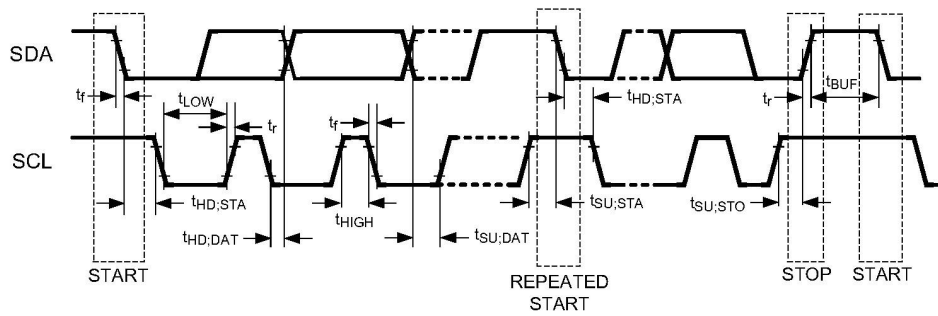 SDA
t_f
t_LOW
t_r
t_f
t_HD;STA
t_r
t_BUF
SCL
t_HD;STA
t_HD;DAT
t_HIGH
t_SU;DAT
t_SU;STA
t_SU;STO
START
REPEATED
START
STOP
START